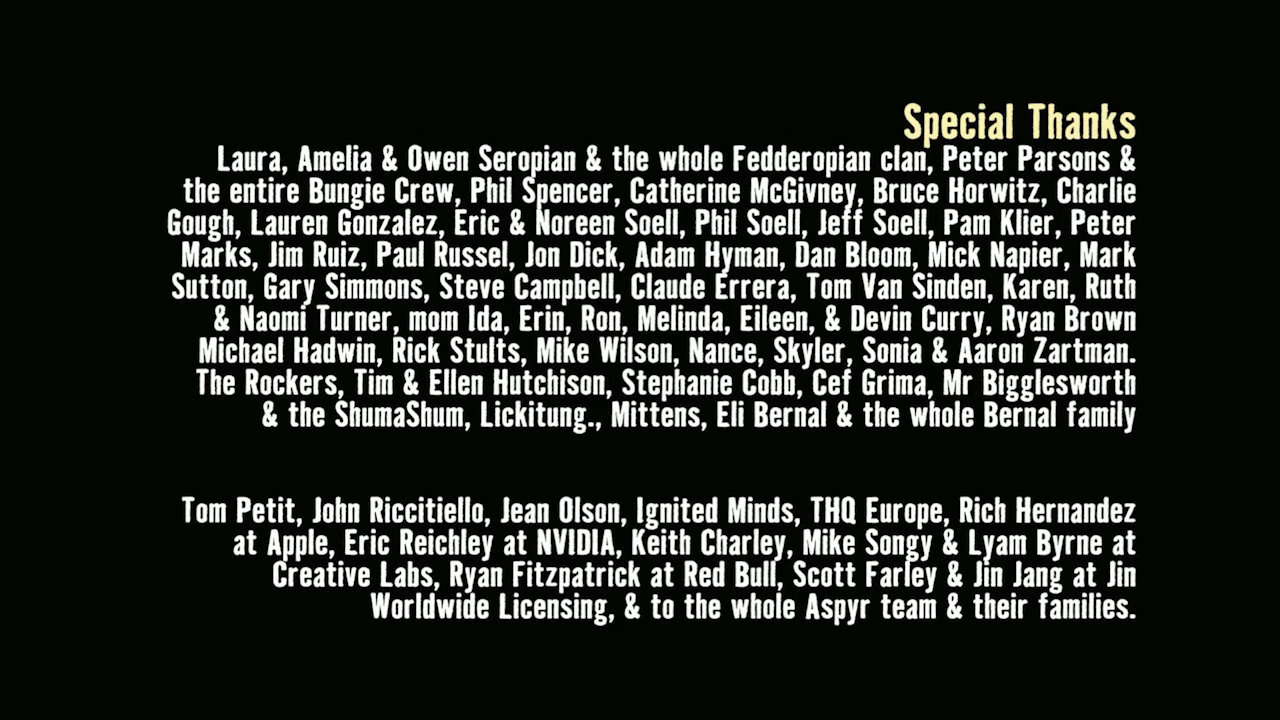 Special Thanks
Laura, Amelia & Owen Seropian & the whole Fedderopian clan, Peter Parsons &
the entire Bungie Crew, Phil Spencer, Catherine McGivney, Bruce Horwitz, Charlie
Gough, Lauren Gonzalez, Eric & Noreen Soell, Phil Soell, Jeff Soell, Pam Klier, Peter
Marks, Jim Ruiz, Paul Russel, Jon Dick, Adam Hyman, Dan Bloom, Mick Napier, Mark
Sutton, Gary Simmons, Steve Campbell, Claude Errera, Tom Van Sinden, Karen, Ruth
& Naomi Turner, mom Ida, Erin, Ron, Melinda, Eileen, & Devin Curry, Ryan Brown
Michael Hadwin, Rick Stults, Mike Wilson, Nance, Skyler, Sonia & Aaron Zartman.
The Rockers, Tim & Ellen Hutchison, Stephanie Cobb, Cef Grima, Mr Bigglesworth
& the ShumaShum, Lickitung., Mittens, Eli Bernal & the whole Bernal family
Tom Petit, John Riccitiello, Jean Olson, Ignited Minds, THQ Europe, Rich Hernandez
at Apple, Eric Reichley at NVIDIA, Keith Charley, Mike Songy & Lyam Byrne at
Creative Labs, Ryan Fitzpatrick at Red Bull, Scott Farley & Jin Jang at Jin
Worldwide Licensing, & to the whole Aspyr team & their families.